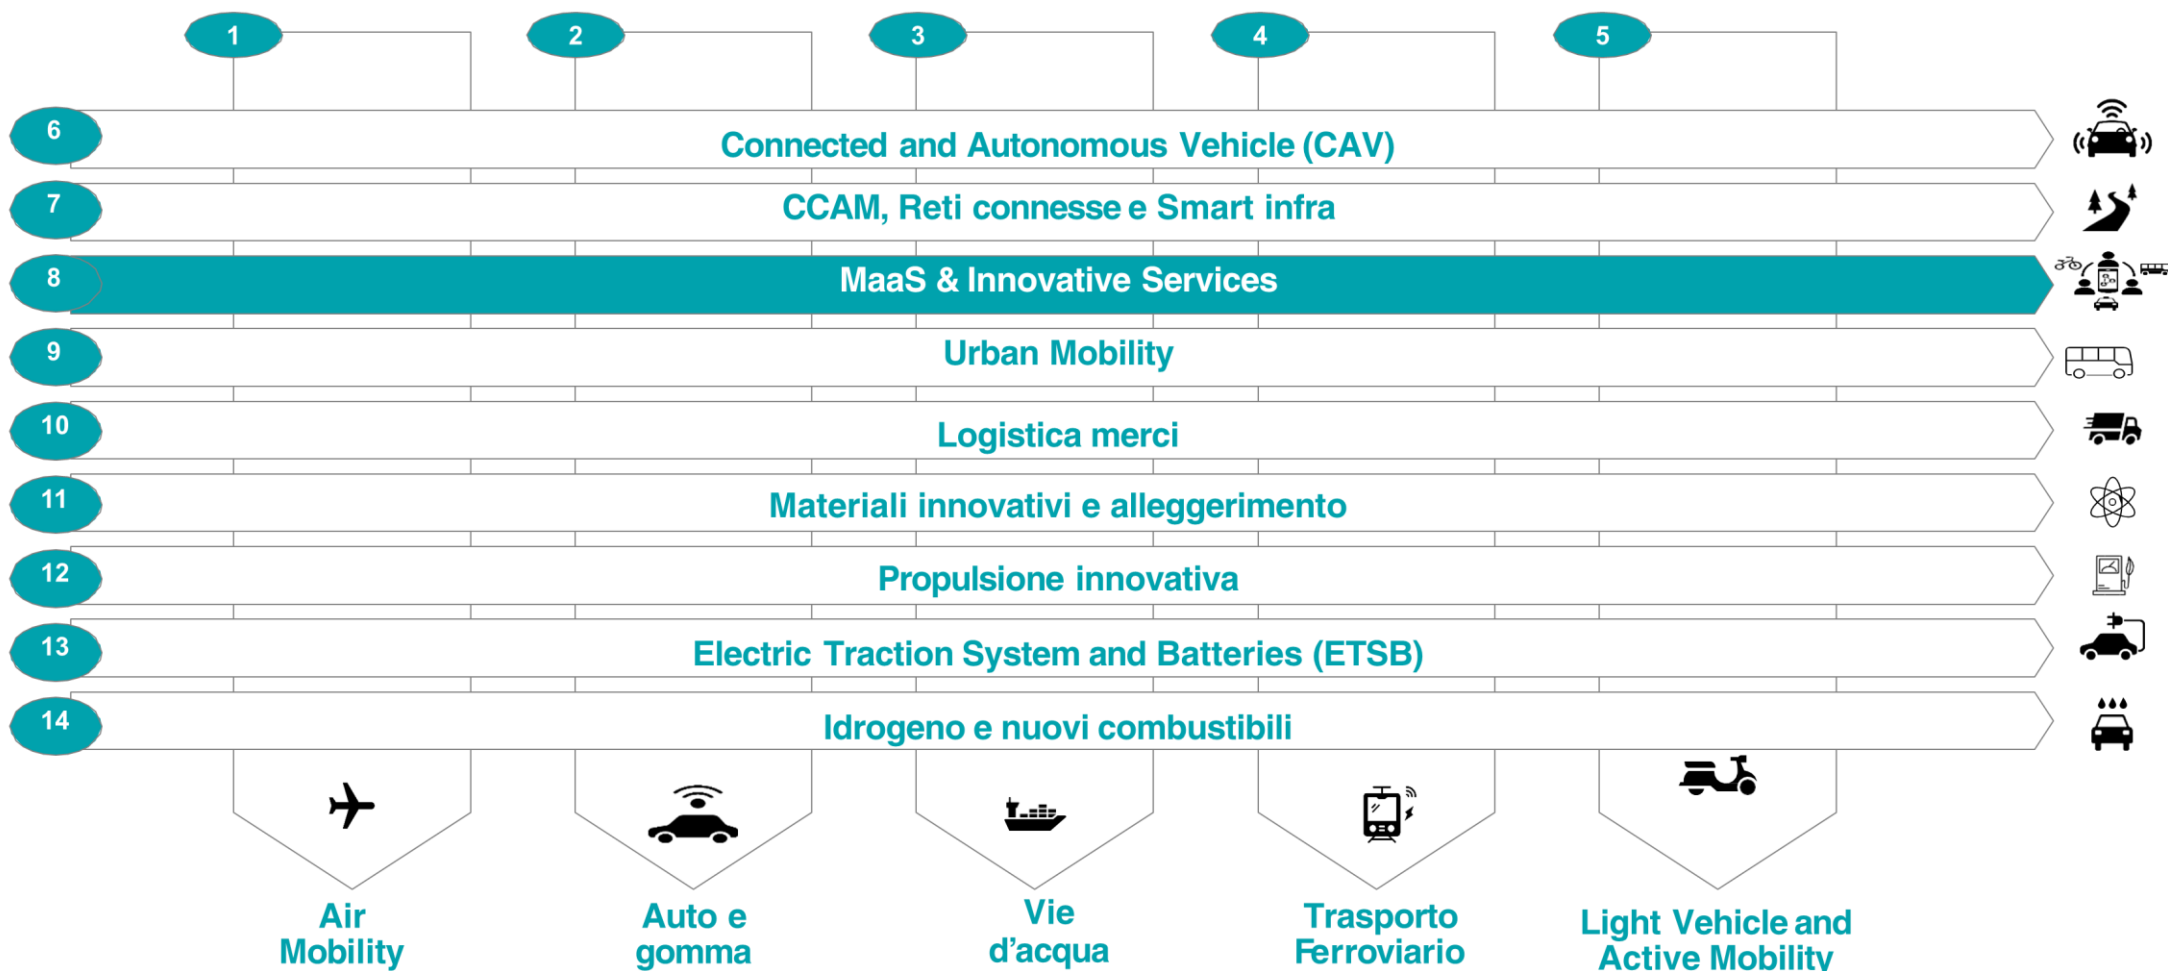 1
2
3
4
5
6
Connected and Autonomous Vehicle (CAV)
7
CCAM, Reti connesse e Smart infra
8
MaaS & Innovative Services
9
Urban Mobility
10
Logistica merci
11
Materiali innovativi e alleggerimento
12
Propulsione innovativa
13
Electric Traction System and Batteries (ETSB)
14
Idrogeno e nuovi combustibili
Air
Mobility
Auto e
gomma
Vie
d’acqua
Trasporto
Ferroviario
Light Vehicle and
Active Mobility